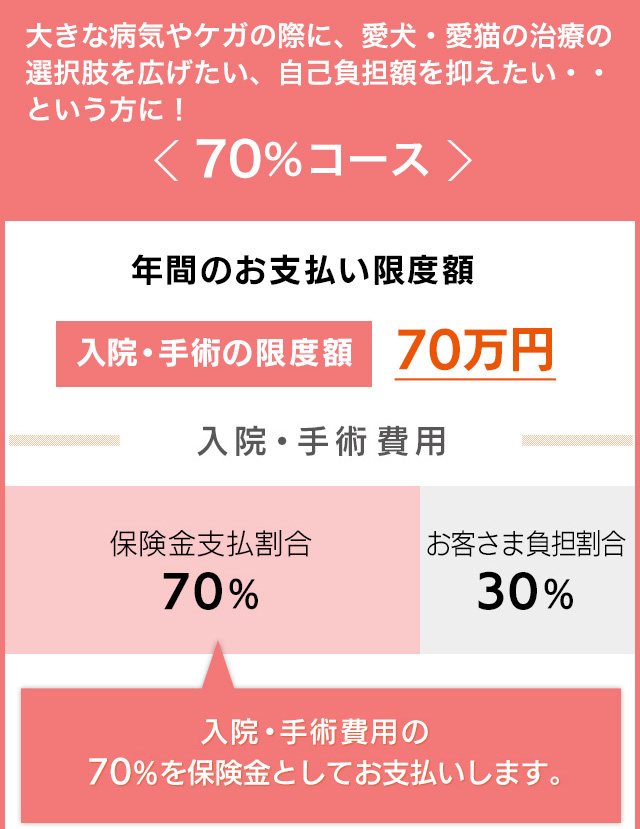 大きな病気やケガの際に、愛犬・愛猫の治療の
選択肢を広げたい、自己負担額を抑えたい・・
という方に！
〈 70%コース 〉
年間のお支払い限度額
入院・手術の限度額 70万円
入院・手術費用
保険金支払割合 お客さま負担割合
70% 30%
入院・手術費用の
70%を保険金としてお支払いします。